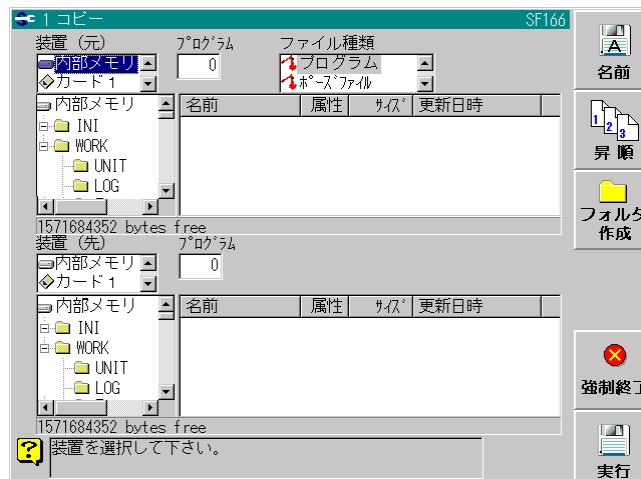 1 コピー SF166
装置 (元) プログラム ファイル種類
内部メモリ 0 プログラム
カード1 ポーズファイル
内部メモリ 名前 属性 サイズ 更新日時
INI
WORK
UNIT
LOG
1571684352 bytes free
装置 (先) プログラム
内部メモリ 0
カード1
内部メモリ 名前 属性 サイズ 更新日時
INI
WORK
UNIT
LOG
1571684352 bytes free
装置を選択して下さい。
A
名前
1 2 3
昇 順
フォルダ
作成
強制終了
A
実行